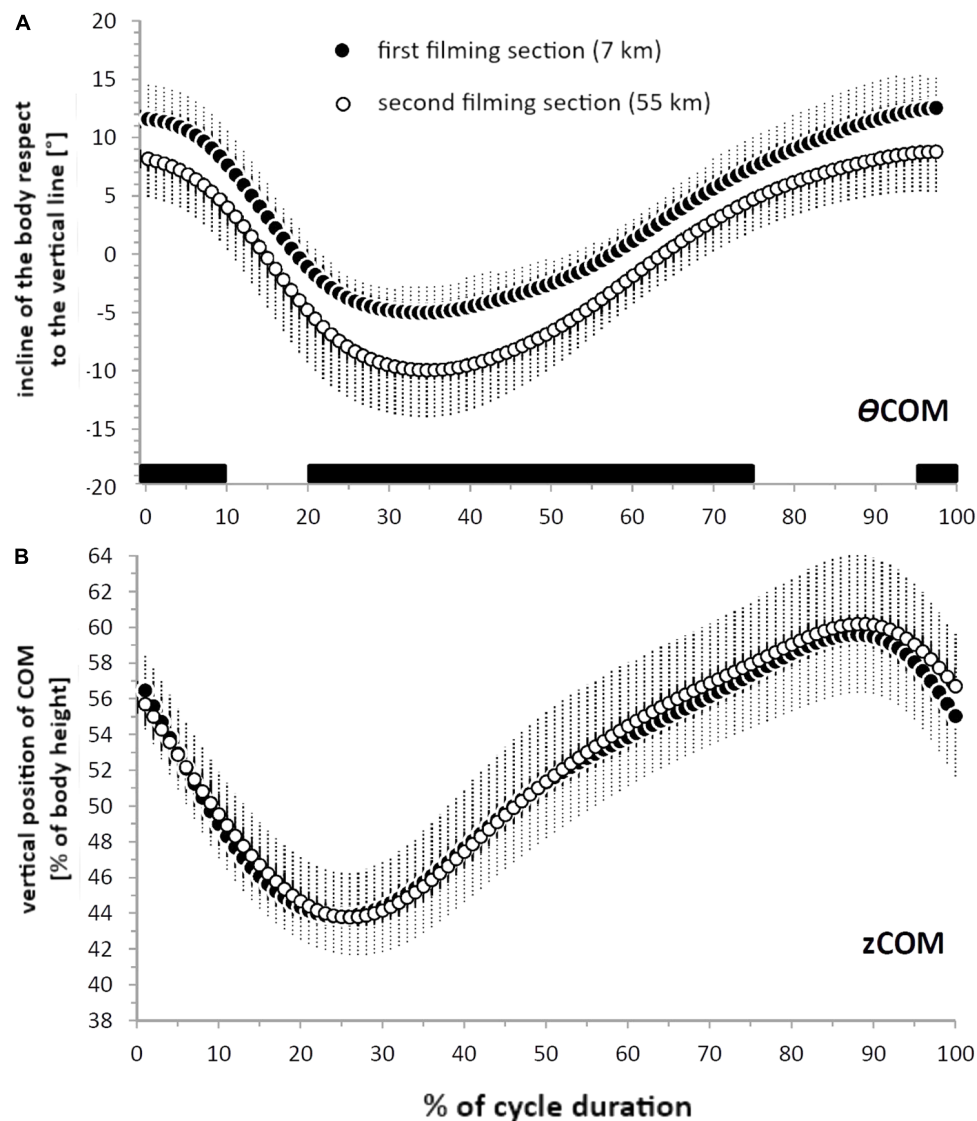 A
20
first filming section (7 km)
15
second filming section (55 km)
10
5
0
-5
-10
-15
-20
incline of the body respect
to the vertical line [°]
θCOM
0 10 20 30 40 50 60 70 80 90 100
B
64
62
60
58
56
54
52
50
48
46
44
42
40
38
vertical position of COM
[% of body height]
zCOM
0 10 20 30 40 50 60 70 80 90 100
% of cycle duration